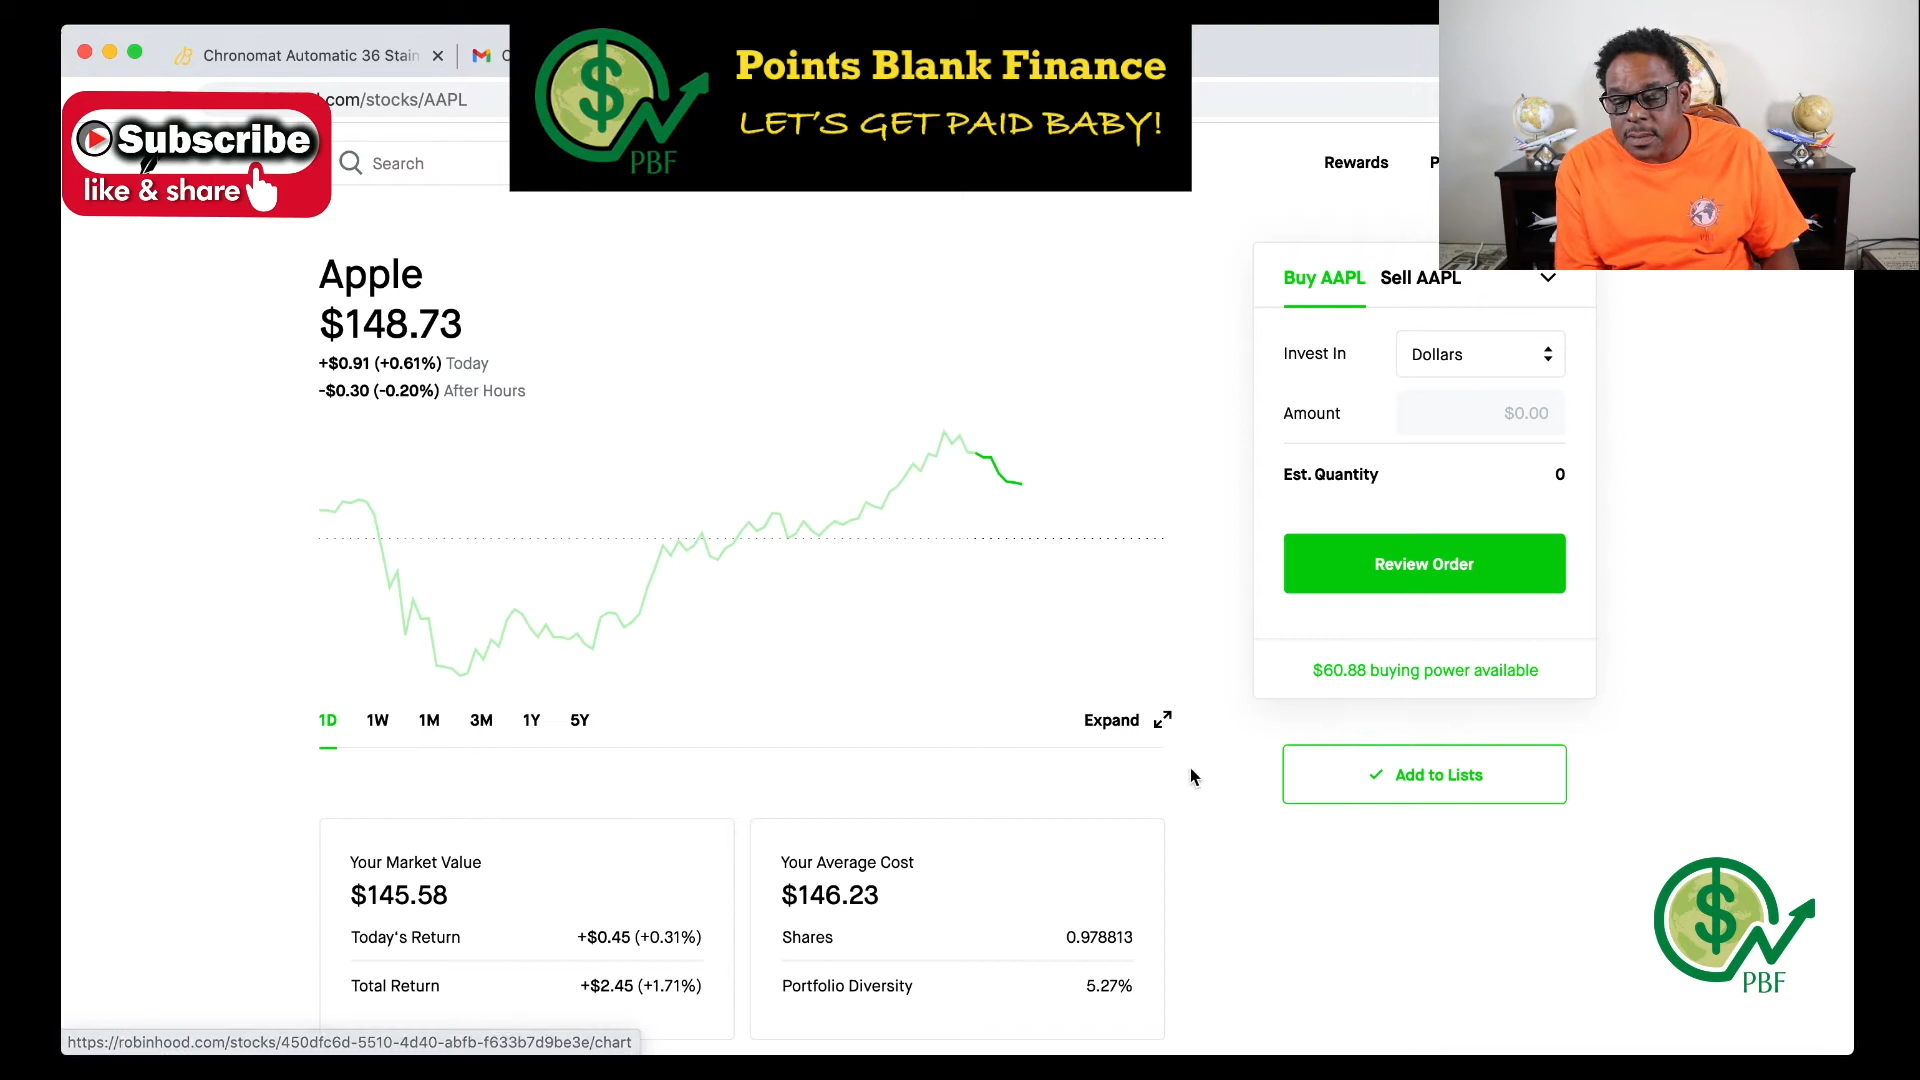 Chronomat Automatic 36 Stain
.com/stocks/AAPL
Points Blank Finance
LET'S GET PAID BABY!
PBF
Subscribe
like & share
Search
Rewards
Apple
$148.73
+$0.91 (+0.61%) Today
-$0.30 (-0.20%) After Hours
1D 1W 1M 3M 1Y 5Y
Expand
Buy AAPL Sell AAPL
Invest In Dollars
Amount $0.00
Est. Quantity 0
Review Order
$60.88 buying power available
Add to Lists
Your Market Value
$145.58
Today's Return +$0.45 (+0.31%)
Total Return +$2.45 (+1.71%)
Your Average Cost
$146.23
Shares 0.978813
Portfolio Diversity 5.27%
PBF
https://robinhood.com/stocks/450dfc6d-5510-4d40-abfb-f633b7d9be3e/chart